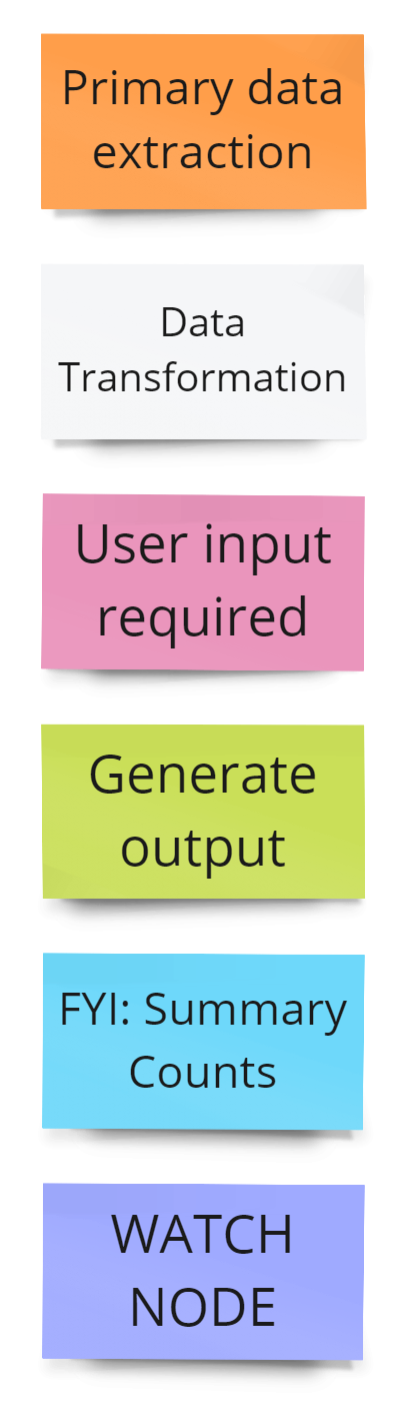 Primary data
extraction
Data
Transformation
User input
required
Generate
output
FYI: Summary
Counts
WATCH
NODE